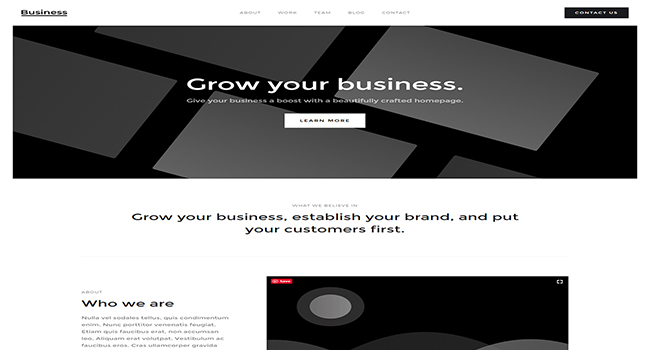 Business
ABOUT
WORK
TEAM
BLOG
CONTACT
CONTACT US
Grow your business.
Give your business a boost with a beautifully crafted homepage.
LEARN MORE
WHAT WE BELIEVE IN
Grow your business, establish your brand, and put
your customers first.
ABOUT
Who we are
Nulla vel sodales tellus, quis condimentum
enim. Nunc porttitor venenatis feugiat.
Etiam quis faucibus erat, non accumsan
leo. Aliquam erat volutpat. Vestibulum ac
faucibus eros. Cras ullamcorper gravida
Save